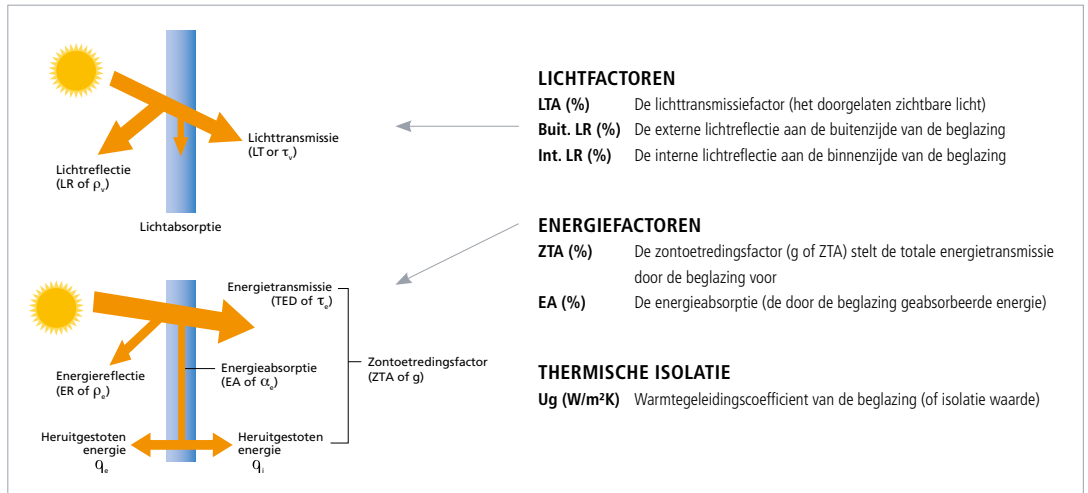 Lichttransmissie
(LT or τᵥ)
Lichtreflectie
(LR of ρᵥ)
Lichtabsorptie
Energietransmissie
(TED of τₑ)
Energiereflectie
(ER of ρₑ)
Energieabsorptie
(EA of αₑ)
Zontoetredingsfactor
(ZTA of g)
Heruitgestoten
energie
qₑ
Heruitgestoten
energie
qᵢ
LICHTFACTOREN
LTA (%) De lichttransmissiefactor (het doorgelaten zichtbare licht)
Buit. LR (%) De externe lichtreflectie aan de buitenzijde van de beglazing
Int. LR (%) De interne lichtreflectie aan de binnenzijde van de beglazing
ENERGIEFACTOREN
ZTA (%) De zontoetredingsfactor (g of ZTA) stelt de totale energietransmissie
door de beglazing voor
EA (%) De energieabsorptie (de door de beglazing geabsorbeerde energie)
THERMISCHE ISOLATIE
Ug (W/m²K) Warmtegeleidingscoefficient van de beglazing (of isolatie waarde)